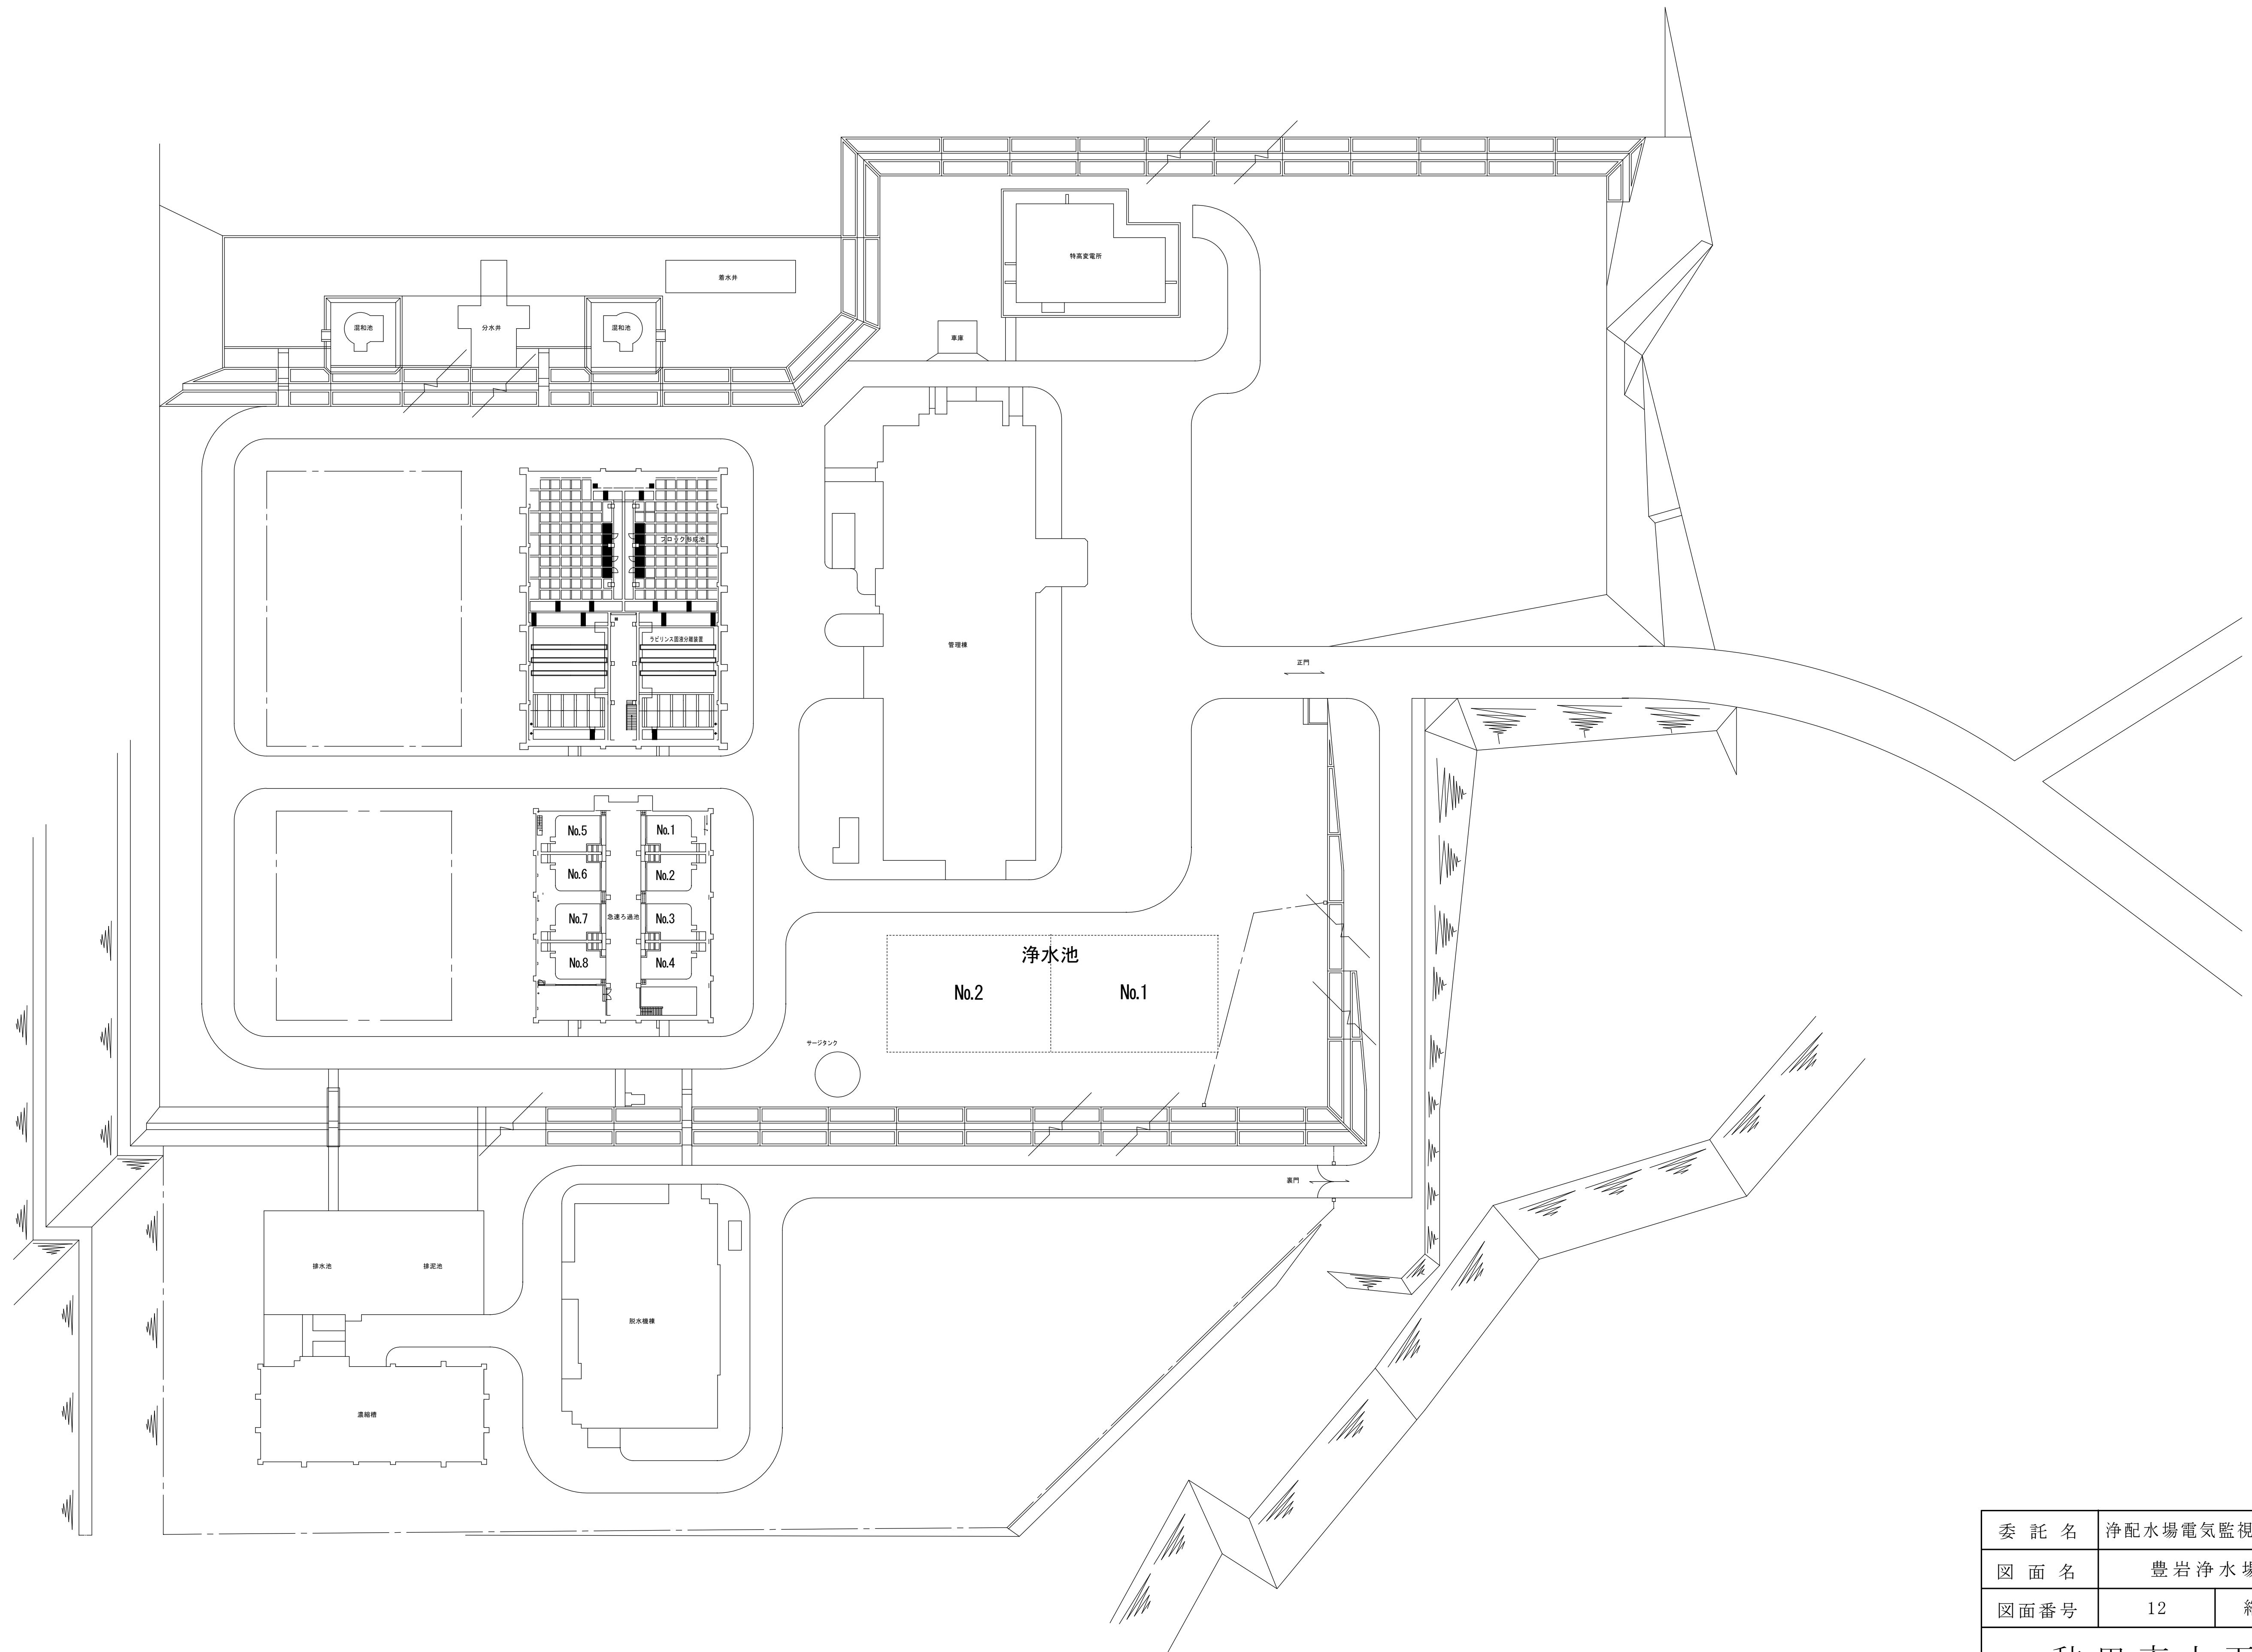 特高変電所
着水井
混和池
分水井
混和池
車庫
フロック形成池
ラビリンス固液分離装置
管理棟
正門
No.5
No.1
No.6
No.2
No.7
急速ろ過池
No.3
No.8
No.4
浄水池
No.2
No.1
サージタンク
裏門
排水池
排泥池
脱水機棟
濃縮槽
委託名 浄配水場電気監視
図面名 豊岩浄水場
図面番号 12